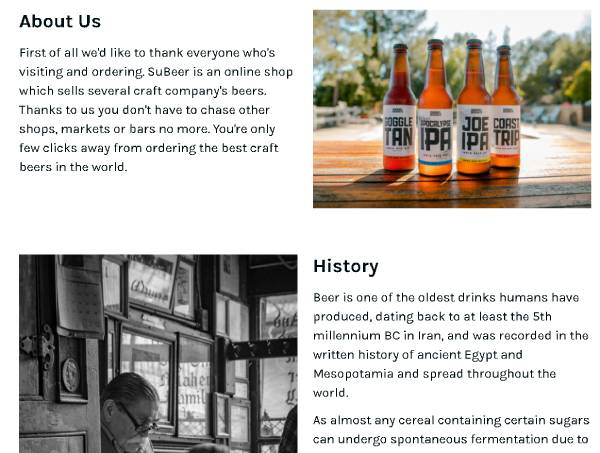 About Us
First of all we'd like to thank everyone who's
visiting and ordering. SuBeer is an online shop
which sells several craft company's beers.
Thanks to us you don't have to chase other
shops, markets or bars no more. You're only
few clicks away from ordering the best craft
beers in the world.
GOGGLE
TAN
APOCALYPSE
IPA
JOE
IPA
COAST
TRIP
History
Beer is one of the oldest drinks humans have
produced, dating back to at least the 5th
millennium BC in Iran, and was recorded in the
written history of ancient Egypt and
Mesopotamia and spread throughout the
world.
As almost any cereal containing certain sugars
can undergo spontaneous fermentation due to